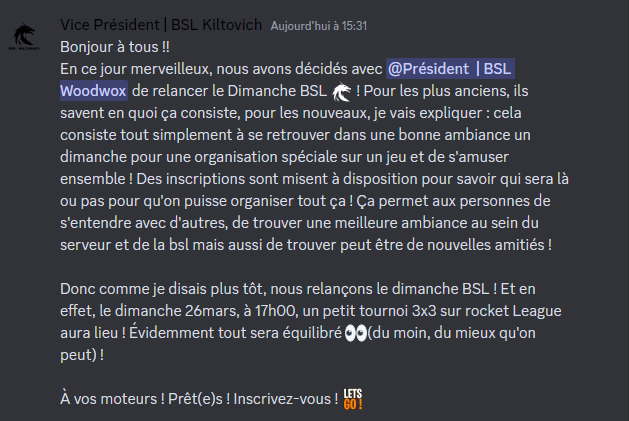 Vice Président | BSL Kiltovich Aujourd'hui à 15:31
Bonjour à tous !!
En ce jour merveilleux, nous avons décidés avec @Président | BSL
Woodwox de relancer le Dimanche BSL ! Pour les plus anciens, ils
savent en quoi ça consiste, pour les nouveaux, je vais expliquer : cela
consiste tout simplement à se retrouver dans une bonne ambiance un
dimanche pour une organisation spéciale sur un jeu et de s'amuser
ensemble ! Des inscriptions sont misent à disposition pour savoir qui sera là
ou pas pour qu'on puisse organiser tout ça ! Ça permet aux personnes de
s'entendre avec d'autres, de trouver une meilleure ambiance au sein du
serveur et de la bsl mais aussi de trouver peut être de nouvelles amitiés !
Donc comme je disais plus tôt, nous relançons le dimanche BSL ! Et en
effet, le dimanche 26mars, à 17h00, un petit tournoi 3x3 sur rocket League
aura lieu ! Évidemment tout sera équilibré 👀(du moin, du mieux qu'on
peut) !
À vos moteurs ! Prêt(e)s ! Inscrivez-vous ! LETS
GO !